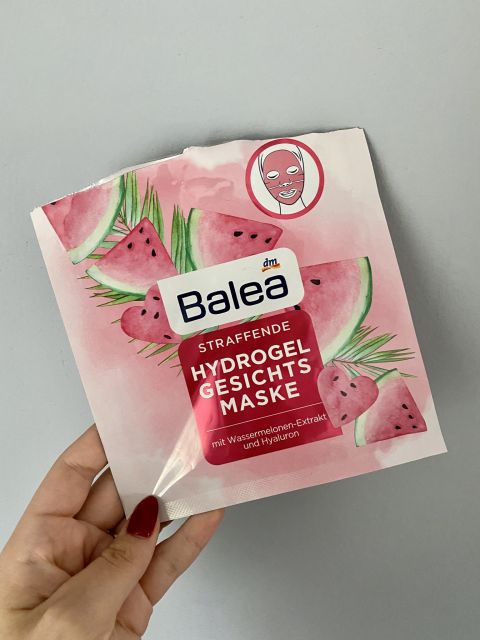 dm
Balea
STRAFFENDE
HYDROGEL
GESICHTS
MASKE
mit Wassermelonen-Extrakt
und Hyaluron